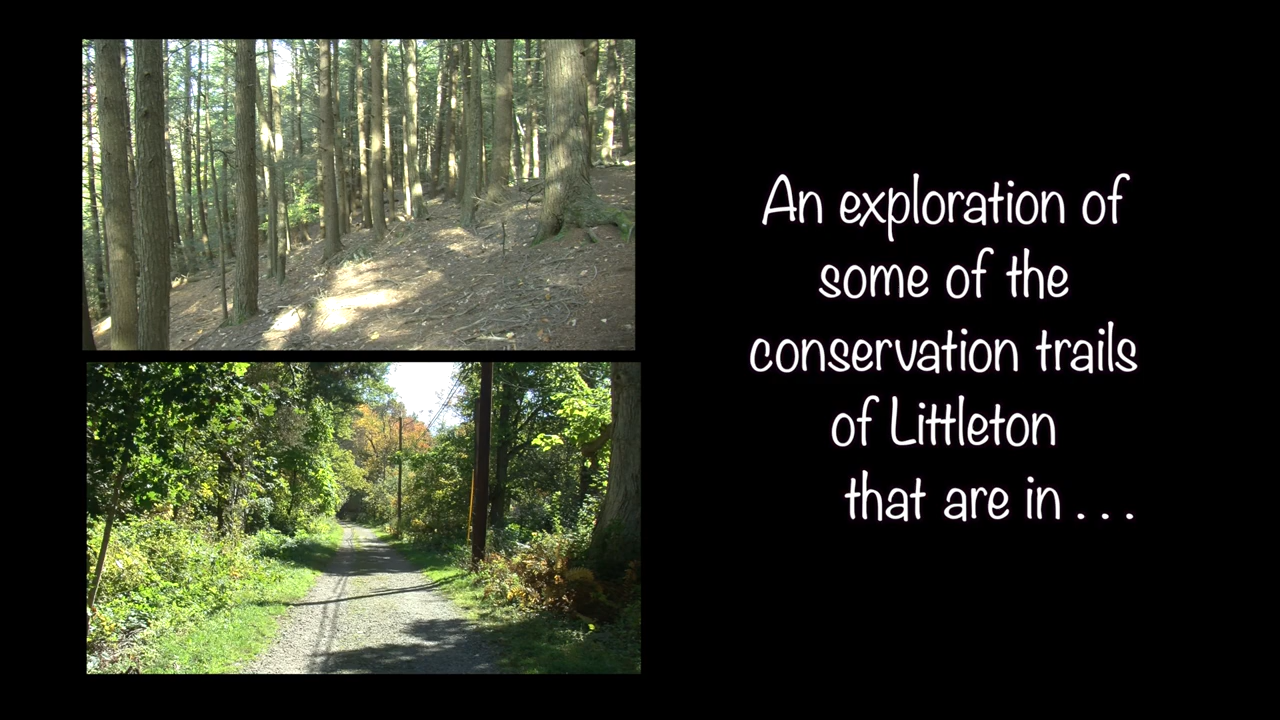 An exploration of
some of the
conservation trails
of Littleton
that are in . . .